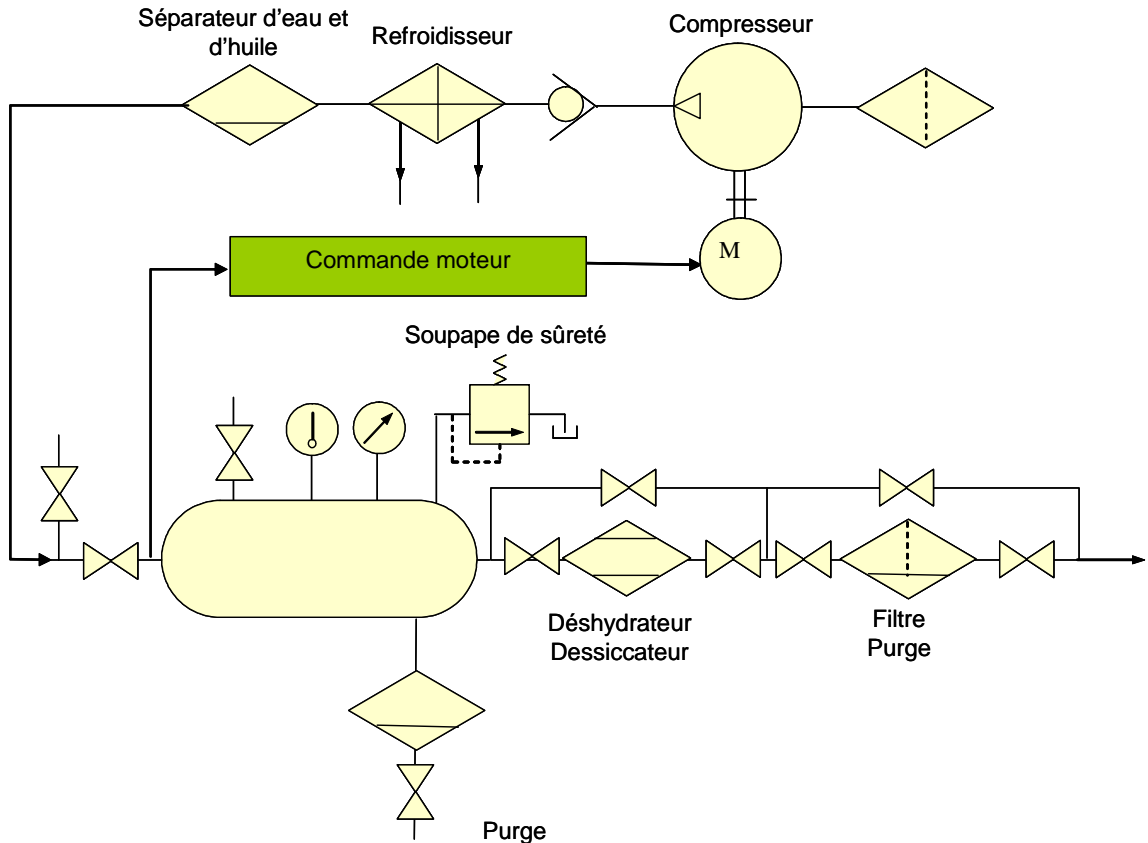 Séparateur d'eau et
d'huile
Refroidisseur
Compresseur
Commande moteur
M
Soupape de sûreté
Déshydrateur
Dessiccateur
Filtre
Purge
Purge